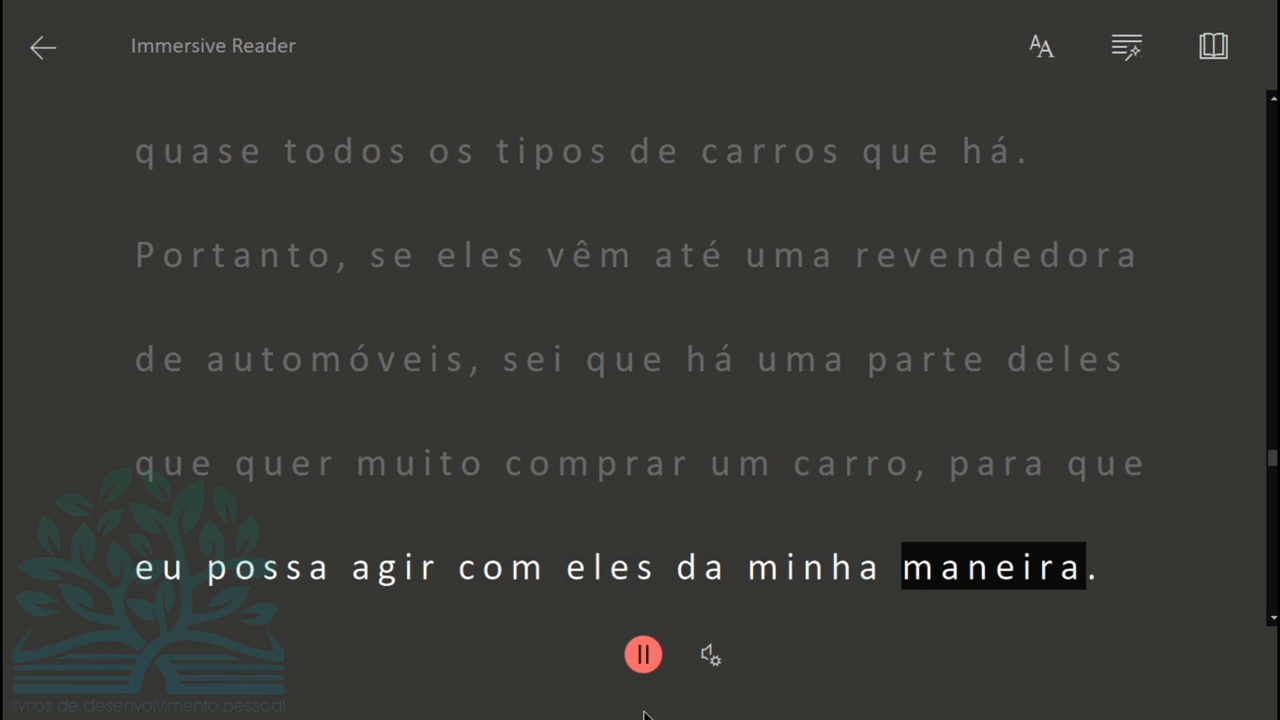 Immersive Reader
quase todos os tipos de carros que há.
Portanto, se eles vêm até uma revendedora
de automóveis, sei que há uma parte deles
que quer muito comprar um carro, para que
eu possa agir com eles da minha maneira.
livros de desenvolvimento pessoal